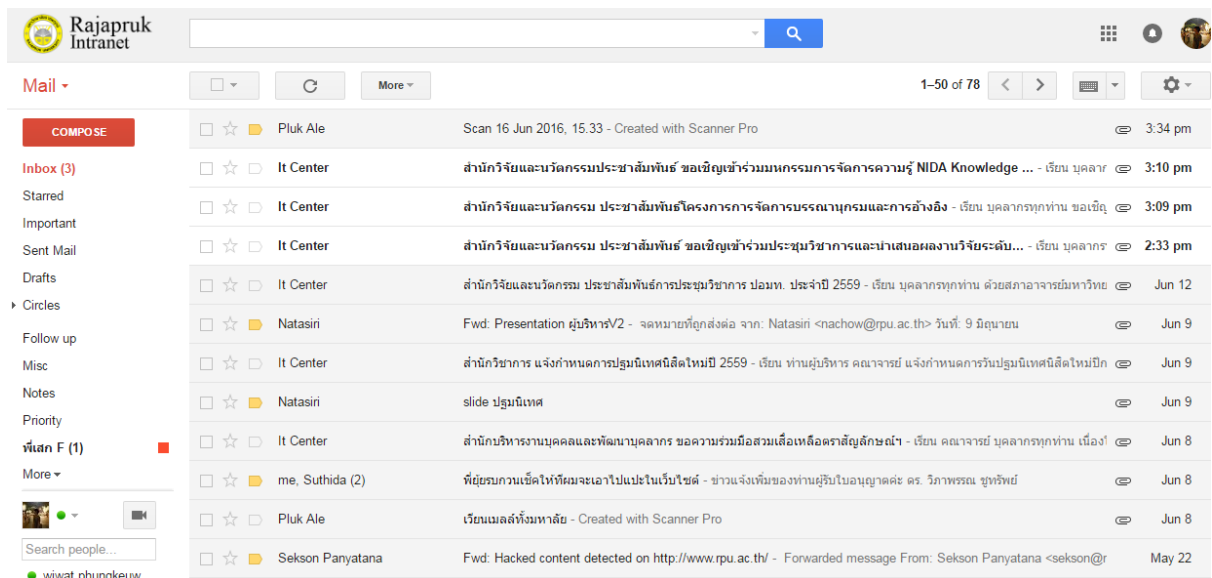 Rajapruk
Intranet
Mail
More
1–50 of 78
COMPOSE
Inbox (3)
Starred
Important
Sent Mail
Drafts
Circles
Follow up
Misc
Notes
Priority
พี่เสก F (1)
More
Search people...
wiwat phungkeuw
Pluk Ale Scan 16 Jun 2016, 15.33 - Created with Scanner Pro 3:34 pm
It Center สำนักวิจัยและนวัตกรรมประชาสัมพันธ์ ขอเชิญเข้าร่วมมหกรรมการจัดการความรู้ NIDA Knowledge ... - เรียน บุคลาก 3:10 pm
It Center สำนักวิจัยและนวัตกรรม ประชาสัมพันธ์โครงการการจัดการบรรณานุกรมและการอ้างอิง - เรียน บุคลากรทุกท่าน ขอเชิญ 3:09 pm
It Center สำนักวิจัยและนวัตกรรม ประชาสัมพันธ์ ขอเชิญเข้าร่วมประชุมวิชาการและนำเสนอผลงานวิจัยระดับ... - เรียน บุคลากร 2:33 pm
It Center สำนักวิจัยและนวัตกรรม ประชาสัมพันธ์การประชุมวิชาการ ปอมท. ประจำปี 2559 - เรียน บุคลากรทุกท่าน ด้วยสภาอาจารย์มหาวิทย Jun 12
Natasiri Fwd: Presentation ผู้บริหารV2 - จดหมายที่ถูกส่งต่อ จาก: Natasiri <nachow@rpu.ac.th> วันที่: 9 มิถุนายน Jun 9
It Center สำนักวิชาการ แจ้งกำหนดการปฐมนิเทศนิสิตใหม่ปี 2559 - เรียน ท่านผู้บริหาร คณาจารย์ แจ้งกำหนดการวันปฐมนิเทศนิสิตใหม่ปีก Jun 9
Natasiri slide ปฐมนิเทศ Jun 9
It Center สำนักบริหารงานบุคคลและพัฒนาบุคลากร ขอความร่วมมือสวมเสื้อเหลือตราสัญลักษณ์ฯ - เรียน คณาจารย์ บุคลากรทุกท่าน เนื่องใ Jun 8
me, Suthida (2) พี่ยุ้ยรบกวนเช็คให้ทีผมจะเอาไปแปะในเว็บไซต์ - ข่าวแจ้งเพิ่มของท่านผู้รับใบอนุญาตค่ะ ดร. วิภาพรรณ ชูทรัพย์ Jun 8
Pluk Ale เวียนเมลล์ทั้งมหาลัย - Created with Scanner Pro Jun 8
Sekson Panyatana Fwd: Hacked content detected on http://www.rpu.ac.th/ - Forwarded message From: Sekson Panyatana <sekson@r May 22